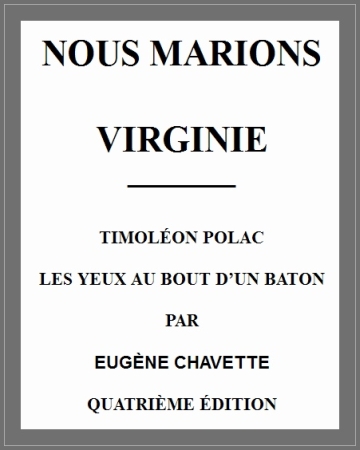 NOUS MARIONS
VIRGINIE
TIMOLÉON POLAC
LES YEUX AU BOUT D’UN BATON
PAR
EUGÈNE CHAVETTE
QUATRIÈME ÉDITION